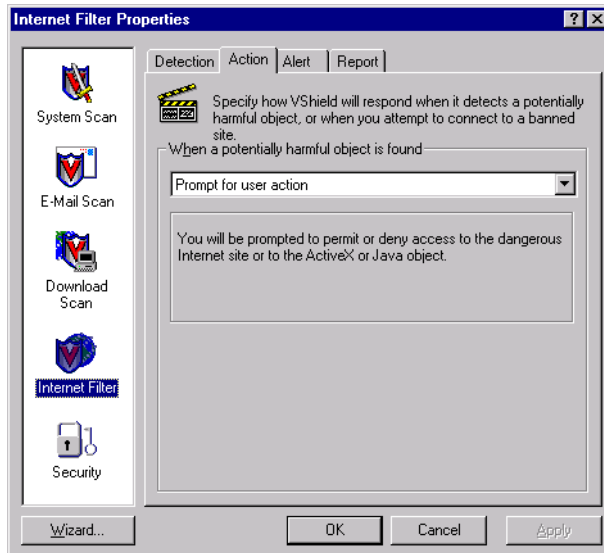 Internet Filter Properties
System Scan
E-Mail Scan
Download
Scan
Internet Filter
Security
Detection Action Alert Report
Specify how VShield will respond when it detects a potentially
harmful object, or when you attempt to connect to a banned
site.
When a potentially harmful object is found
Prompt for user action
You will be prompted to permit or deny access to the dangerous
Internet site or to the ActiveX or Java object.
Wizard... OK Cancel Apply